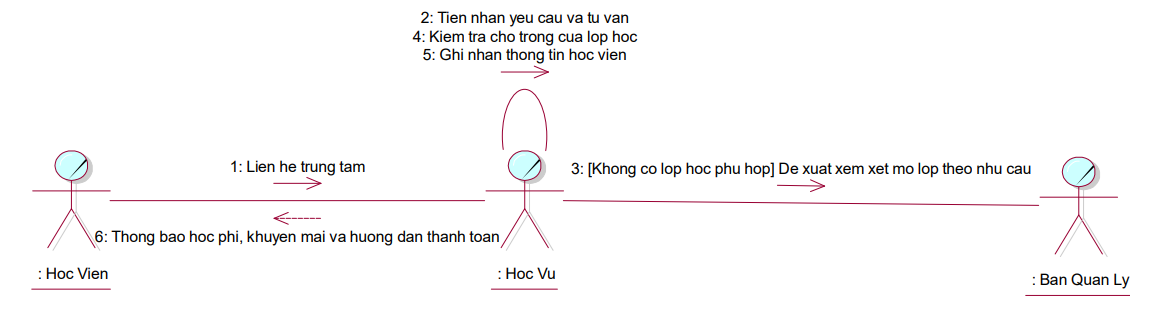 2: Tien nhan yeu cau va tu van
4: Kiem tra cho trong cua lop hoc
5: Ghi nhan thong tin hoc vien
1: Lien he trung tam
3: [Khong co lop hoc phu hop] De xuat xem xet mo lop theo nhu cau
6: Thong bao hoc phi, khuyen mai va huong dan thanh toan
: Hoc Vien
: Hoc Vu
: Ban Quan Ly